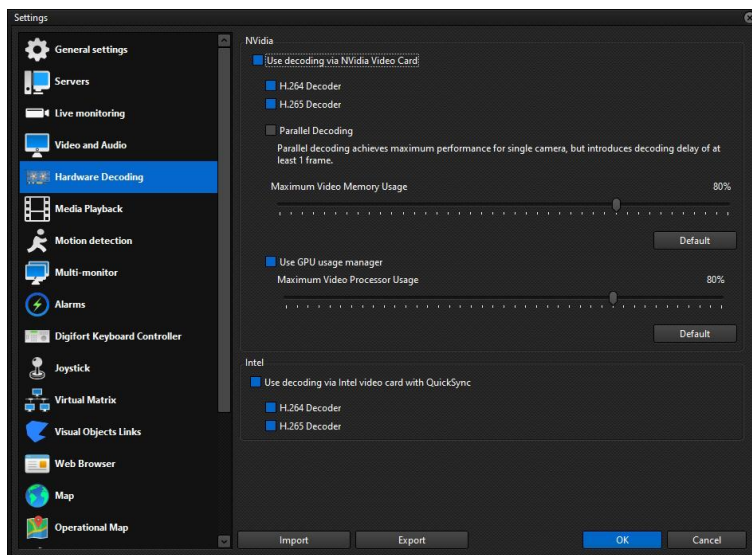 Settings
General settings
Servers
Live monitoring
Video and Audio
Hardware Decoding
Media Playback
Motion detection
Multi-monitor
Alarms
Digifort Keyboard Controller
Joystick
Virtual Matrix
Visual Objects Links
Web Browser
Map
Operational Map
NVidia
Use decoding via NVidia Video Card
H.264 Decoder
H.265 Decoder
Parallel Decoding
Parallel decoding achieves maximum performance for single camera, but introduces decoding delay of at
least 1 frame.
Maximum Video Memory Usage 80%
Default
Use GPU usage manager
Maximum Video Processor Usage 80%
Default
Intel
Use decoding via Intel video card with QuickSync
H.264 Decoder
H.265 Decoder
Import Export OK Cancel